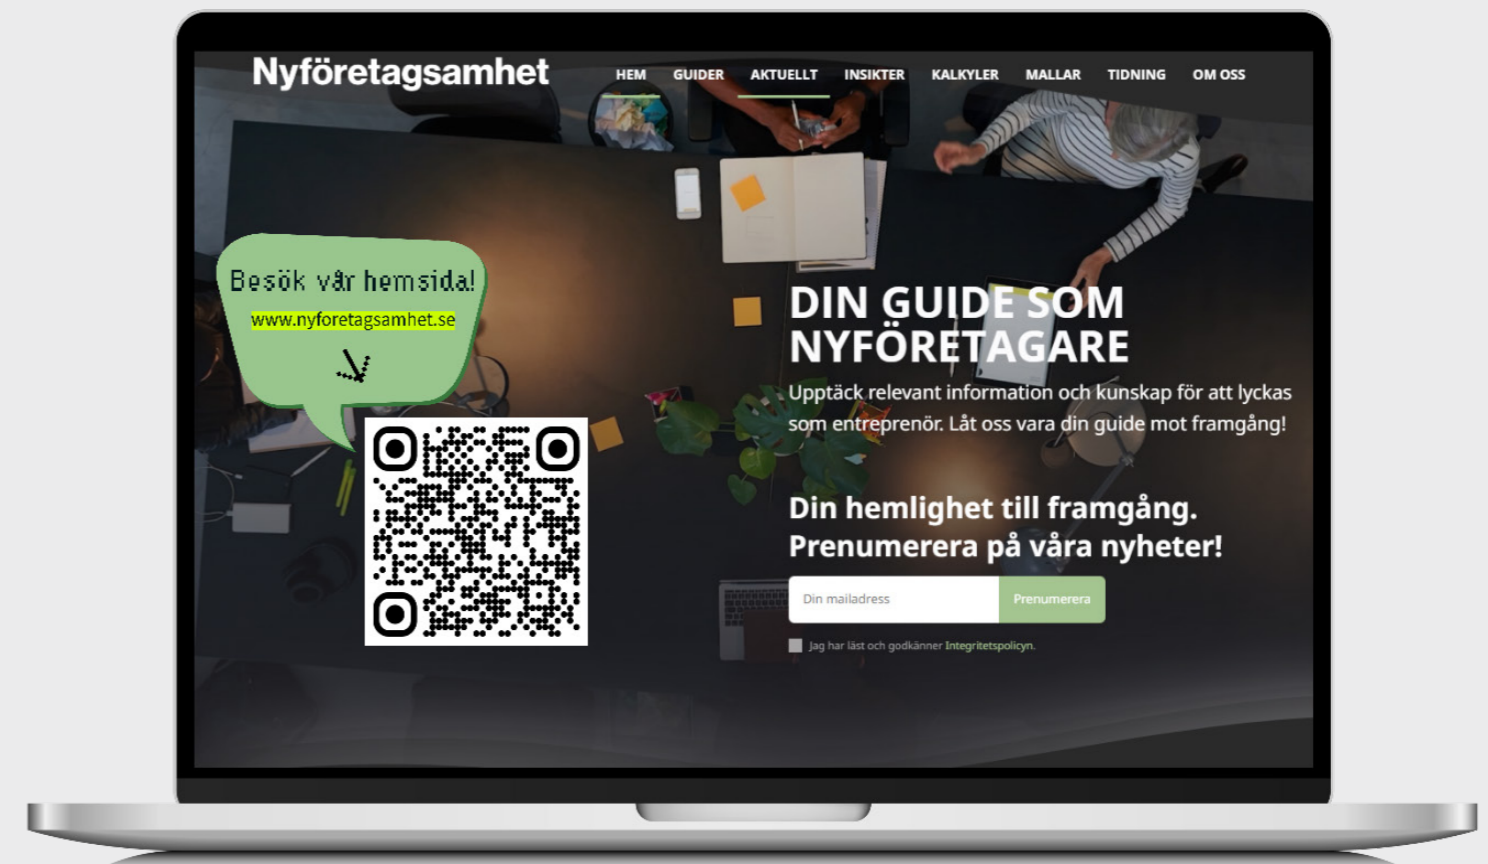 Nyföretagsamhet
HEM GUIDER AKTUELLT INSIKTER KALKYLER MALLAR TIDNING OM OSS
Besök vår hemsida!
www.nyforetagsamhet.se
DIN GUIDE SOM
NYFÖRETAGARE
Upptäck relevant information och kunskap för att lyckas
som entreprenör. Låt oss vara din guide mot framgång!
Din hemlighet till framgång.
Prenumerera på våra nyheter!
Din mailadress
Prenumerera
Jag har läst och godkänner Integritetspolicyn.